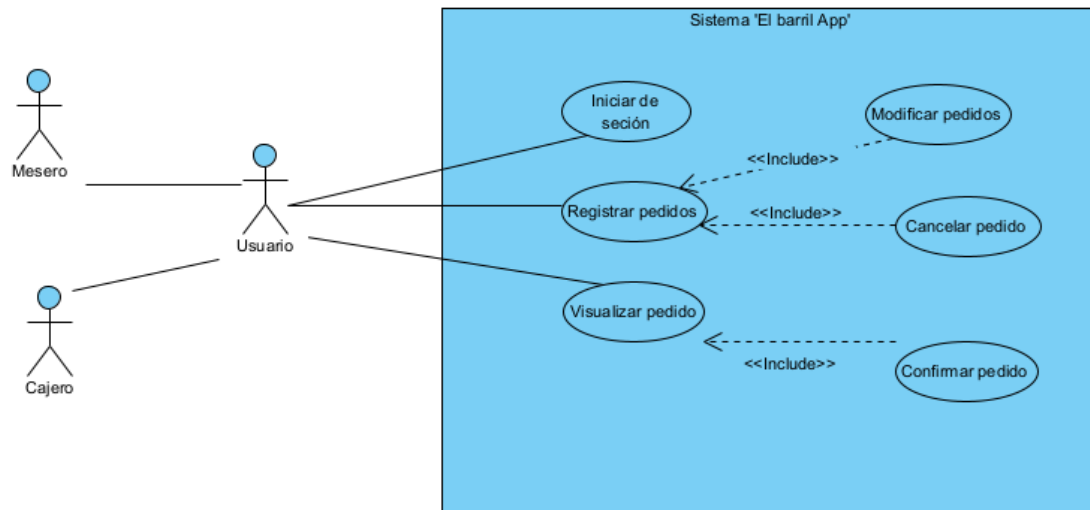 Sistema 'El barril App'
Iniciar de
seción
Modificar pedidos
<<Include>>
Mesero
Registrar pedidos
<<Include>>
Cancelar pedido
Usuario
Visualizar pedido
<<Include>>
Confirmar pedido
Cajero